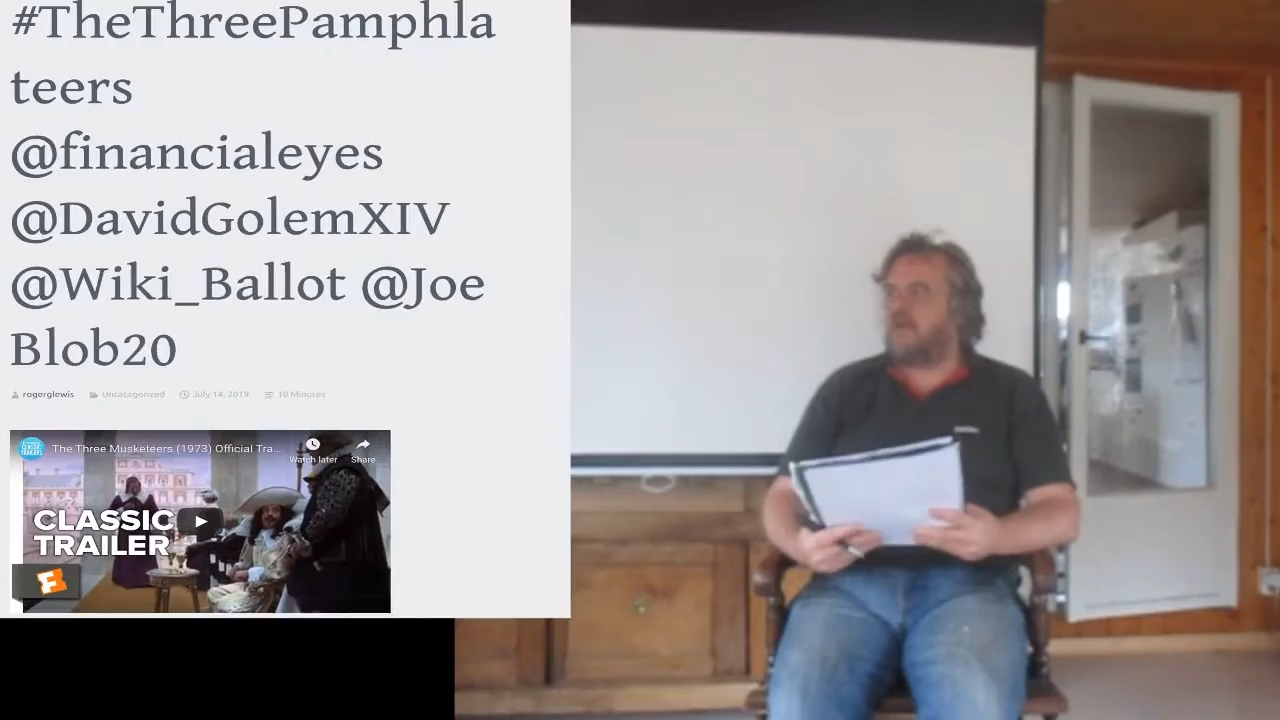 #TheThreePamphla
teers
@financialeyes
@DavidGolemXIV
@Wiki_Ballot @Joe
Blob20
rogerglewis Uncategorized July 14, 2019 10 Minutes
The Three Musketeers (1973) Official Tra...
Watch later Share
CLASSIC
TRAILER